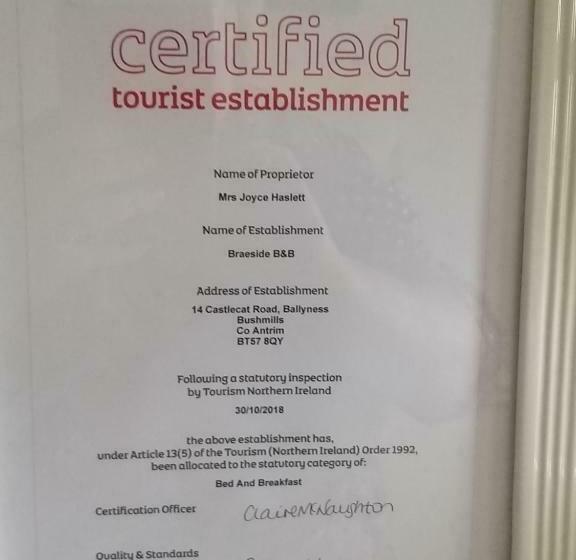 certified
tourist establishment
Name of Proprietor
Mrs Joyce Haslett
Name of Establishment
Braeside B&B
Address of Establishment
14 Castlecat Road, Ballyness
Bushmills
Co Antrim
BT57 8QY
Following a statutory inspection
by Tourism Northern Ireland
30/10/2018
the above establishment has,
under Article 13(5) of the Tourism (Northern Ireland) Order 1992,
been allocated to the statutory category of:
Bed And Breakfast
Certification Officer
Claire McNaughton
Quality & Standards